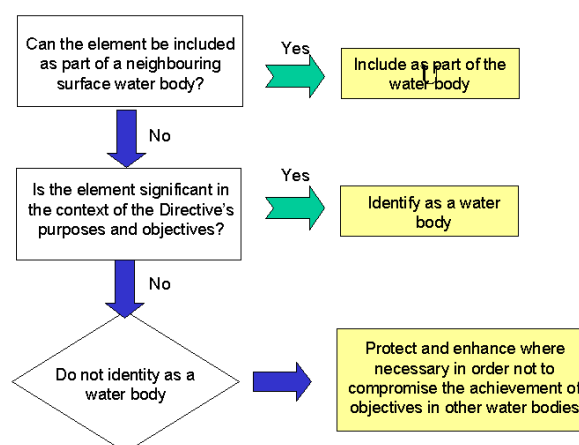 Can the element be included
as part of a neighbouring
surface water body?
Yes
Include as part of the
water body
No
Is the element significant in
the context of the Directive's
purposes and objectives?
Yes
Identify as a water
body
No
Do not identity as a
water body
Protect and enhance where
necessary in order not to
compromise the achievement of
objectives in other water bodies